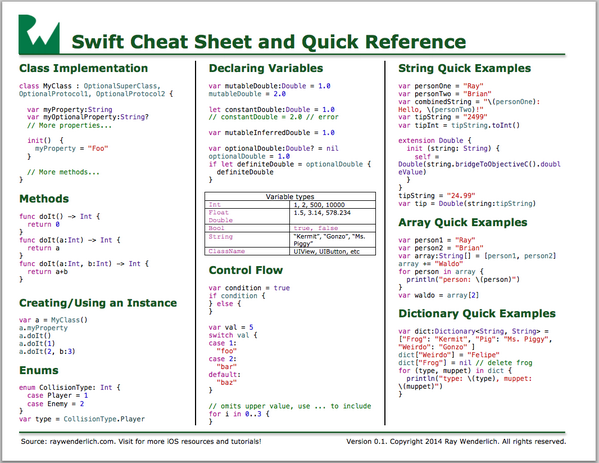 Swift Cheat Sheet and Quick Reference
Class Implementation
class MyClass : OptionalSuperClass,
OptionalProtocol1, OptionalProtocol2 {
var myProperty:String
var myOptionalProperty:String?
// More properties...
init() {
myProperty = "Foo"
}
// More methods...
}
Methods
func doIt() -> Int {
return 0
}
func doIt(a:Int) -> Int {
return a
}
func doIt(a:Int, b:Int) -> Int {
return a+b
}
Creating/Using an Instance
var a = MyClass()
a.myProperty
a.doIt()
a.doIt(1)
a.doIt(2, b:3)
Enums
enum CollisionType: Int {
case Player = 1
case Enemy = 2
}
var type = CollisionType.Player
Declaring Variables
var mutableDouble:Double = 1.0
mutableDouble = 2.0
let constantDouble:Double = 1.0
// constantDouble = 2.0 // error
var mutableInferredDouble = 1.0
var optionalDouble:Double? = nil
optionalDouble = 1.0
if let definiteDouble = optionalDouble {
definiteDouble
}
Variable types
Int 1, 2, 500, 10000
Float 1.5, 3.14, 578.234
Double
Bool true, false
String "Kermit", "Gonzo", "Ms.
Piggy"
ClassName UIView, UIButton, etc
Control Flow
var condition = true
if condition {
} else {
}
var val = 5
switch val {
case 1:
"foo"
case 2:
"bar"
default:
"baz"
}
// omits upper value, use ... to include
for i in 0..3 {
}
String Quick Examples
var personOne = "Ray"
var personTwo = "Brian"
var combinedString = "\(personOne):
Hello, \(personTwo)!"
var tipString = "2499"
var tipInt = tipString.toInt()
extension Double {
init (string: String) {
self =
Double(string.bridgeToObjectiveC().doubl
eValue)
}
}
tipString = "24.99"
var tip = Double(string:tipString)
Array Quick Examples
var person1 = "Ray"
var person2 = "Brian"
var array:String[] = [person1, person2]
array += "Waldo"
for person in array {
println("person: \(person)")
}
var waldo = array[2]
Dictionary Quick Examples
var dict:Dictionary<String, String> =
["Frog": "Kermit", "Pig": "Ms. Piggy",
"Weirdo": "Gonzo" ]
dict["Weirdo"] = "Felipe"
dict["Frog"] = nil // delete frog
for (type, muppet) in dict {
println("type: \(type), muppet:
\(muppet)")
}
Source: raywenderlich.com. Visit for more iOS resources and tutorials!
Version 0.1. Copyright 2014 Ray Wenderlich. All rights reserved.